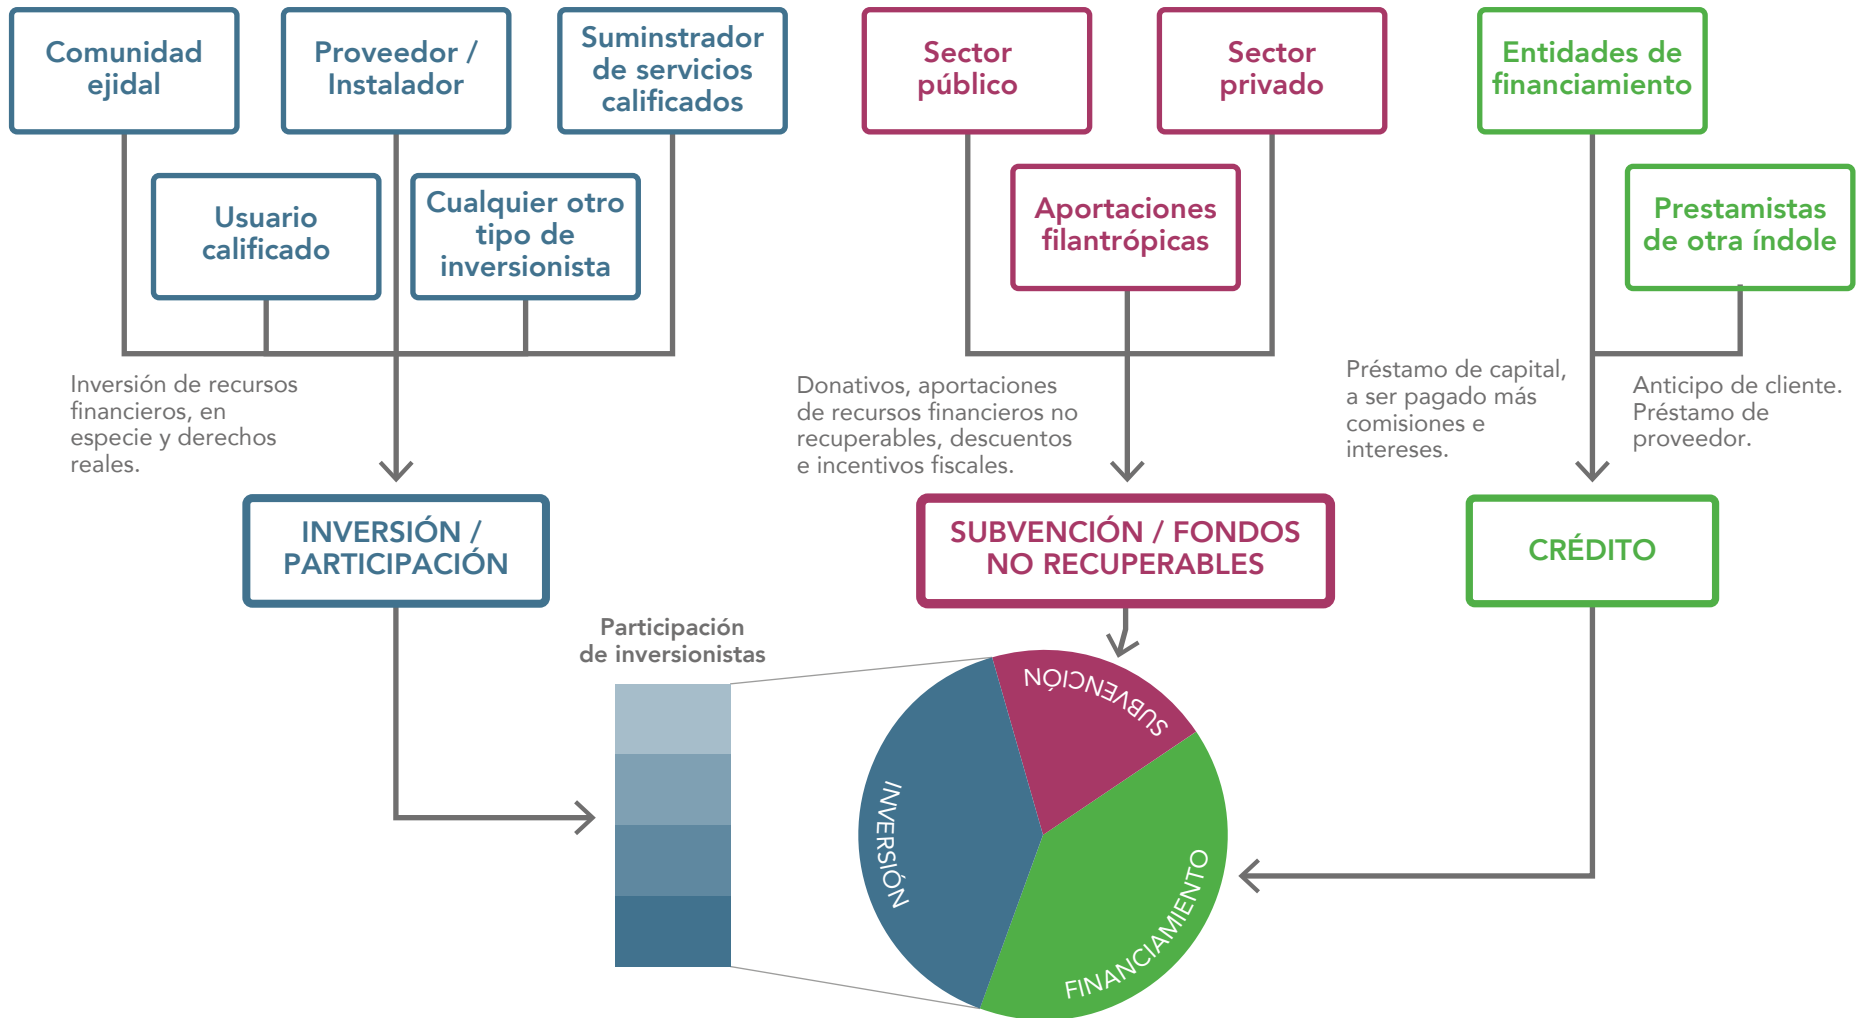 Comunidad
ejidal
Proveedor /
Instalador
Suminstrador
de servicios
calificados
Usuario
calificado
Cualquier otro
tipo de
inversionista
Sector
público
Sector
privado
Aportaciones
filantrópicas
Entidades de
financiamiento
Prestamistas
de otra índole
Inversión de recursos
financieros, en
especie y derechos
reales.
Donativos, aportaciones
de recursos financieros no
recuperables, descuentos
e incentivos fiscales.
Préstamo de capital,
a ser pagado más
comisiones e
intereses.
Anticipo de cliente.
Préstamo de
proveedor.
INVERSIÓN /
PARTICIPACIÓN
SUBVENCIÓN / FONDOS
NO RECUPERABLES
CRÉDITO
Participación
de inversionistas
SUBVENCIÓN
INVERSIÓN
FINANCIAMIENTO